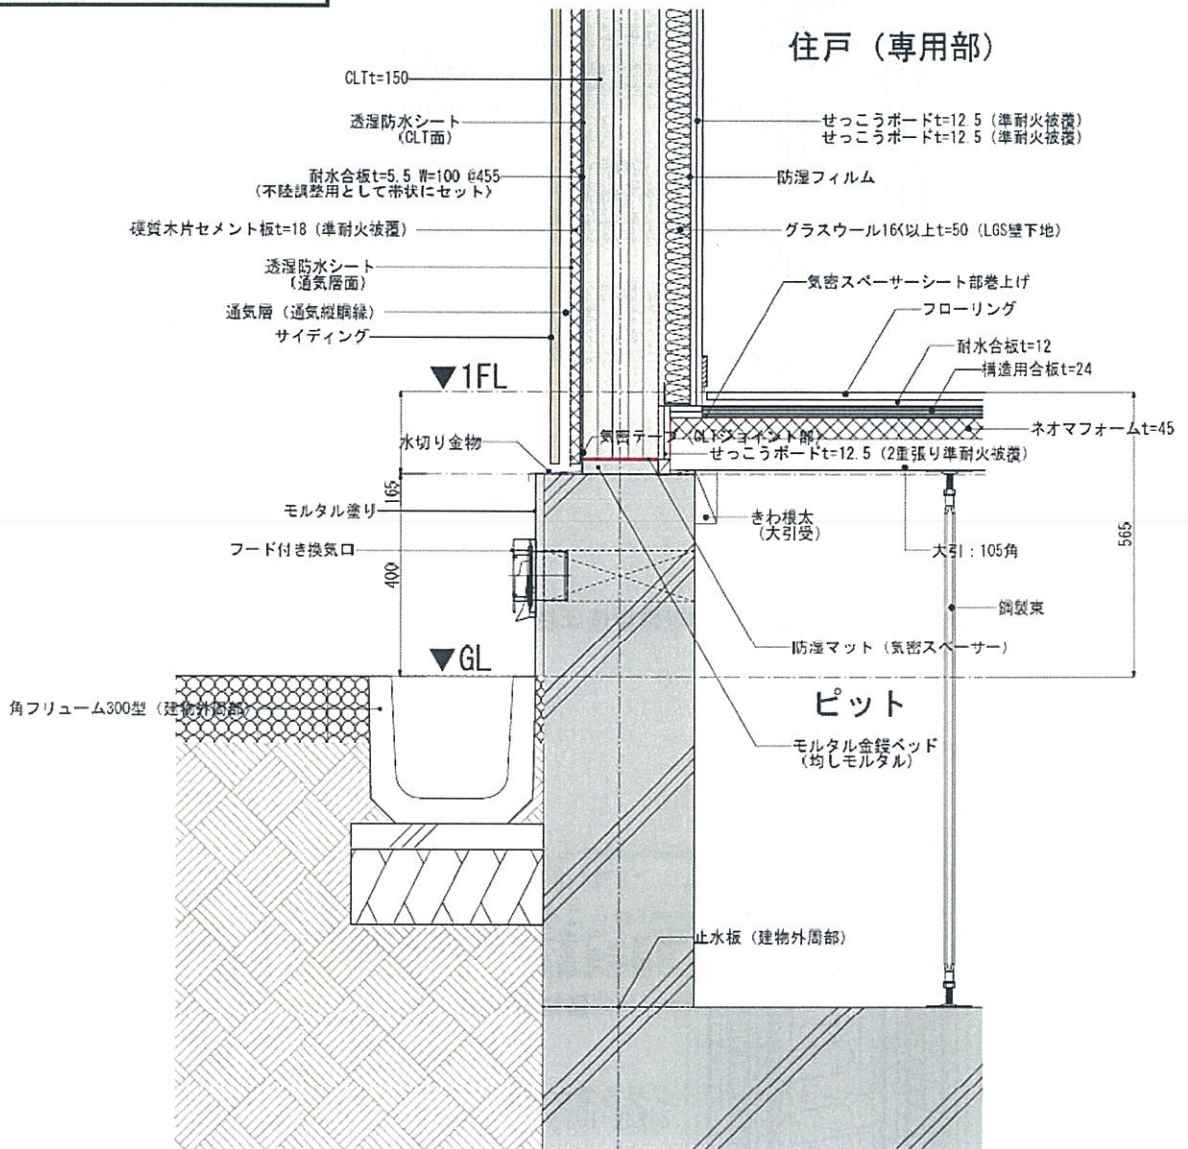 住戸（専用部）
CLTt=150
透湿防水シート
（CLT面）
耐水合板t=5.5 W=100 @455
（不陸調整用として帯状にセット）
硬質木片セメント板t=18（準耐火被覆）
透湿防水シート
（通気層面）
通気層（通気縦胴縁）
サイディング
せっこうボードt=12.5（準耐火被覆）
せっこうボードt=12.5（準耐火被覆）
防湿フィルム
グラスウール16K以上t=50（LGS壁下地）
気密スペーサーシート部巻上げ
フローリング
耐水合板t=12
構造用合板t=24
▼1FL
ネオマフォームt=45
水切り金物
気密テープ（CLTジョイント部）
せっこうボードt=12.5（2重張り準耐火被覆）
165
モルタル塗り
きわ根太
（大引受）
フード付き換気口
大引：105角
565
400
鋼製束
防湿マット（気密スペーサー）
▼GL
角フリューム300型（建物外周部）
ピット
モルタル金鏝ベッド
（均しモルタル）
止水板（建物外周部）